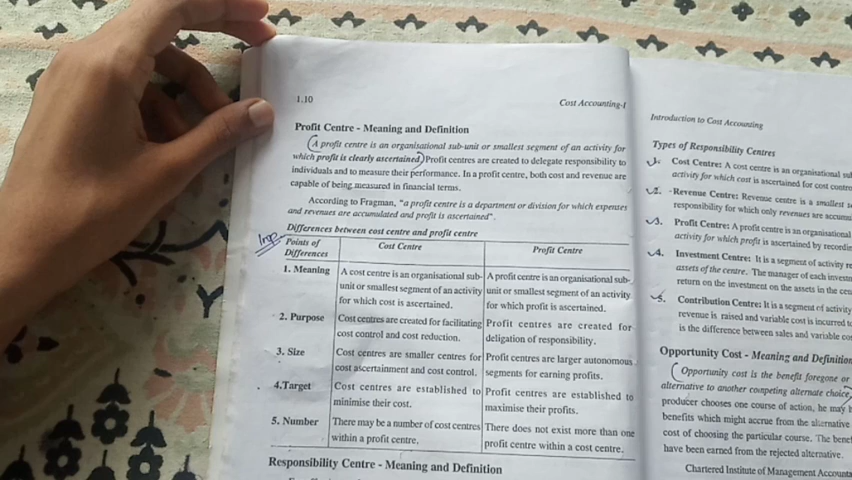 1.10
Cost Accounting-I
Profit Centre - Meaning and Definition
A profit centre is an organisational sub-unit or smallest segment of an activity for
which profit is clearly ascertained. Profit centres are created to delegate responsibility to
individuals and to measure their performance. In a profit centre, both cost and revenue are
capable of being measured in financial terms.
According to Fragman, "a profit centre is a department or division for which expenses
and revenues are accumulated and profit is ascertained".
Differences between cost centre and profit centre
Imp
Points of Differences
Cost Centre
Profit Centre
1. Meaning
A cost centre is an organisational sub-
unit or smallest segment of an activity
for which cost is ascertained.
A profit centre is an organisational sub-
unit or smallest segment of an activity
for which profit is ascertained.
2. Purpose
Cost centres are created for facilitating
cost control and cost reduction.
Profit centres are created for
deligation of responsibility.
3. Size
Cost centres are smaller centres for
cost ascertainment and cost control.
Profit centres are larger autonomous
segments for earning profits.
4.Target
Cost centres are established to
minimise their cost.
Profit centres are established to
maximise their profits.
5. Number
There may be a number of cost centres
within a profit centre.
There does not exist more than one
profit centre within a cost centre.
Responsibility Centre - Meaning and Definition
Introduction to Cost Accounting
Types of Responsibility Centres
1. Cost Centre: A cost centre is an organisational
activity for which cost is ascertained for cost
2. Revenue Centre: Revenue centre is a smallest
responsibility for which only revenues are
3. Profit Centre: A profit centre is an organisational
activity for which profit is ascertained by
4. Investment Centre: It is a segment of activity
assets of the centre. The manager of each
return on the investment on the assets in the
5. Contribution Centre: It is a segment of activity
revenue is raised and variable cost is incurred
is the difference between sales and variable
Opportunity Cost - Meaning and Definition
Opportunity cost is the benefit foregone or
alternative to another competing alternate choice,
producer chooses one course of action, he may
benefits which might accrue from the alternative
cost of choosing the particular course. The
have been earned from the rejected alternative.
Chartered Institute of Management